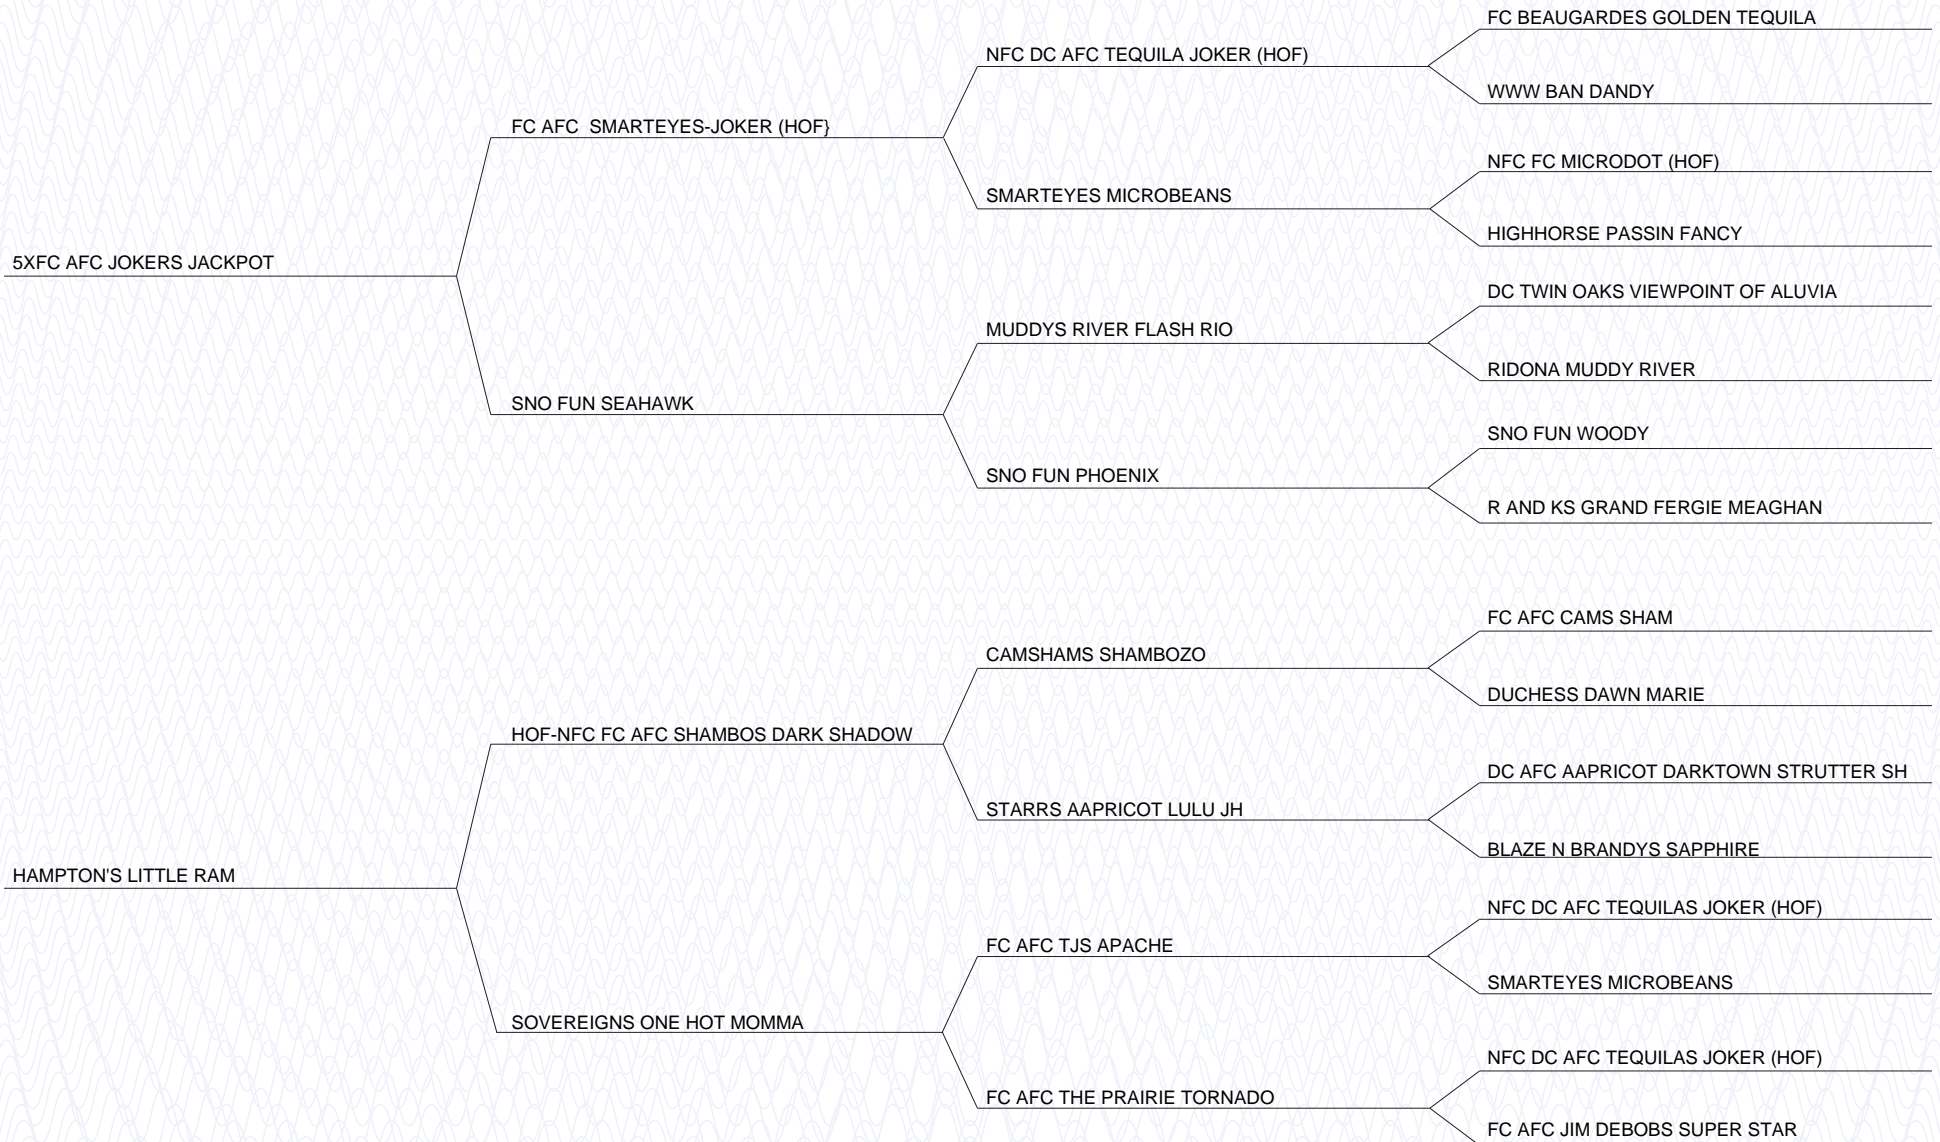 FC BEAUGARDES GOLDEN TEQUILA
NFC DC AFC TEQUILA JOKER (HOF)
WWW BAN DANDY
FC AFC  SMARTEYES-JOKER (HOF}
NFC FC MICRODOT (HOF)
SMARTEYES MICROBEANS
HIGHHORSE PASSIN FANCY
5XFC AFC JOKERS JACKPOT
DC TWIN OAKS VIEWPOINT OF ALUVIA
MUDDYS RIVER FLASH RIO
RIDONA MUDDY RIVER
SNO FUN SEAHAWK
SNO FUN WOODY
SNO FUN PHOENIX
R AND KS GRAND FERGIE MEAGHAN
FC AFC CAMS SHAM
CAMSHAMS SHAMBOZO
DUCHESS DAWN MARIE
HOF-NFC FC AFC SHAMBOS DARK SHADOW
DC AFC AAPRICOT DARKTOWN STRUTTER SH
STARRS AAPRICOT LULU JH
BLAZE N BRANDYS SAPPHIRE
HAMPTON'S LITTLE RAM
NFC DC AFC TEQUILAS JOKER (HOF)
FC AFC TJS APACHE
SMARTEYES MICROBEANS
SOVEREIGNS ONE HOT MOMMA
NFC DC AFC TEQUILAS JOKER (HOF)
FC AFC THE PRAIRIE TORNADO
FC AFC JIM DEBOBS SUPER STAR